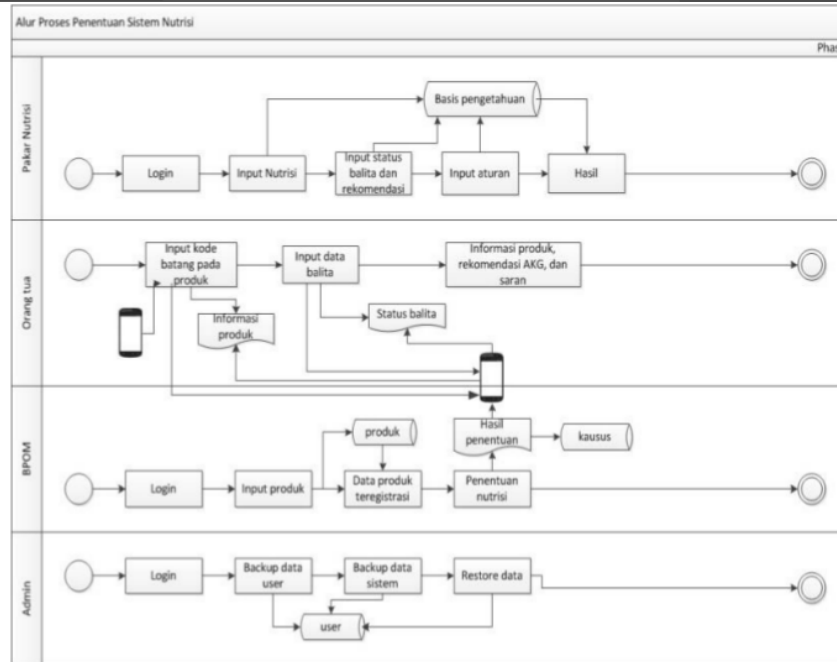 Alur Proses Penentuan Sistem Nutrisi
Phas
Pakar Nutrisi
Basis pengetahuan
Login
Input Nutrisi
Input status
balita dan
rekomendasi
Input aturan
Hasil
Orang tua
Input kode
batang pada
produk
Input data
balita
Informasi produk,
rekomendasi AKG, dan
saran
Informasi
produk
Status balita
BPOM
produk
Hasil
penentuan
kausus
Login
Input produk
Data produk
teregistrasi
Penentuan
nutrisi
Admin
Login
Backup data
user
Backup data
sistem
Restore data
user